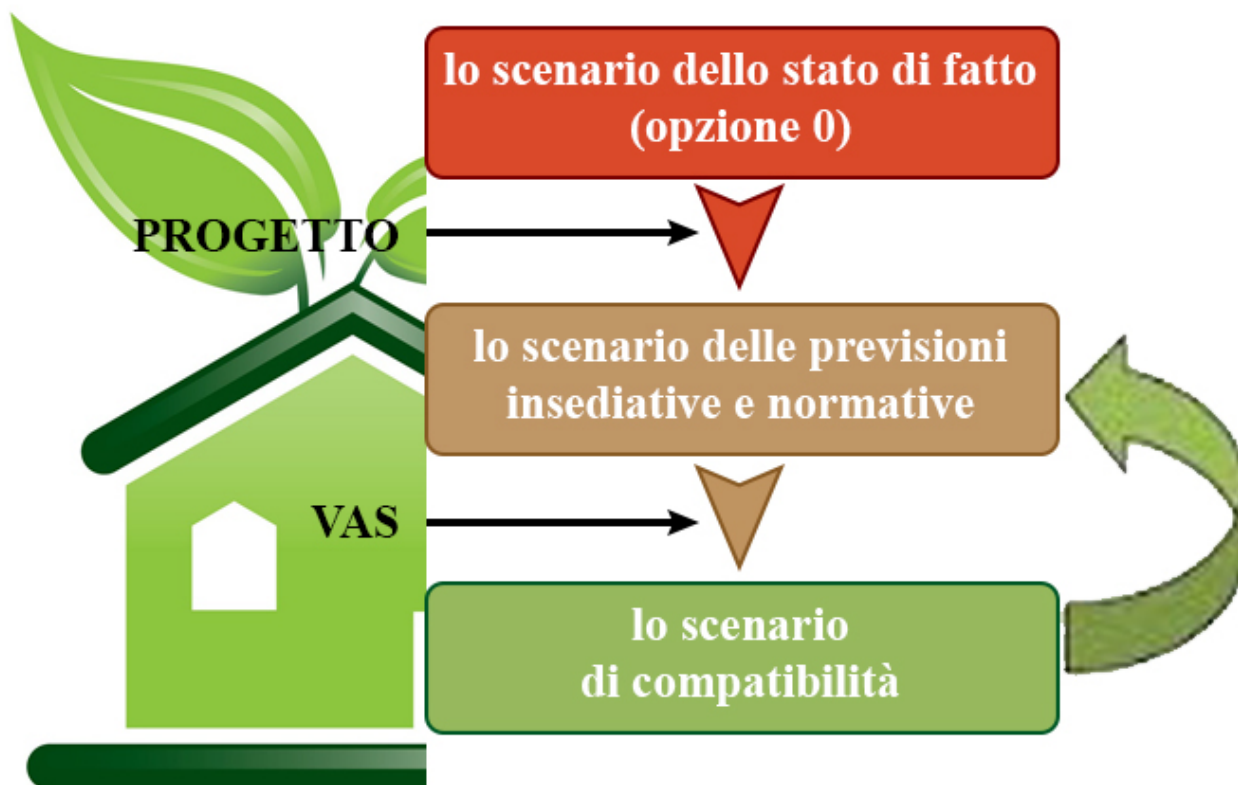 lo scenario dello stato di fatto
(opzione 0)
PROGETTO
lo scenario delle previsioni
insediative e normative
VAS
lo scenario
di compatibilità